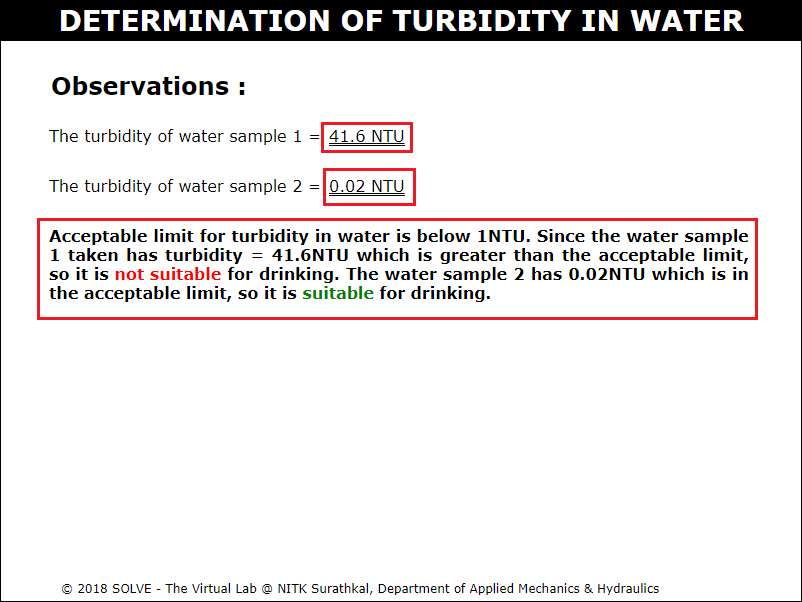 DETERMINATION OF TURBIDITY IN WATER
Observations :
The turbidity of water sample 1 = 41.6 NTU
The turbidity of water sample 2 = 0.02 NTU
Acceptable limit for turbidity in water is below 1NTU. Since the water sample
1 taken has turbidity = 41.6NTU which is greater than the acceptable limit,
so it is not suitable for drinking. The water sample 2 has 0.02NTU which is in
the acceptable limit, so it is suitable for drinking.
© 2018 SOLVE - The Virtual Lab @ NITK Surathkal, Department of Applied Mechanics & Hydraulics